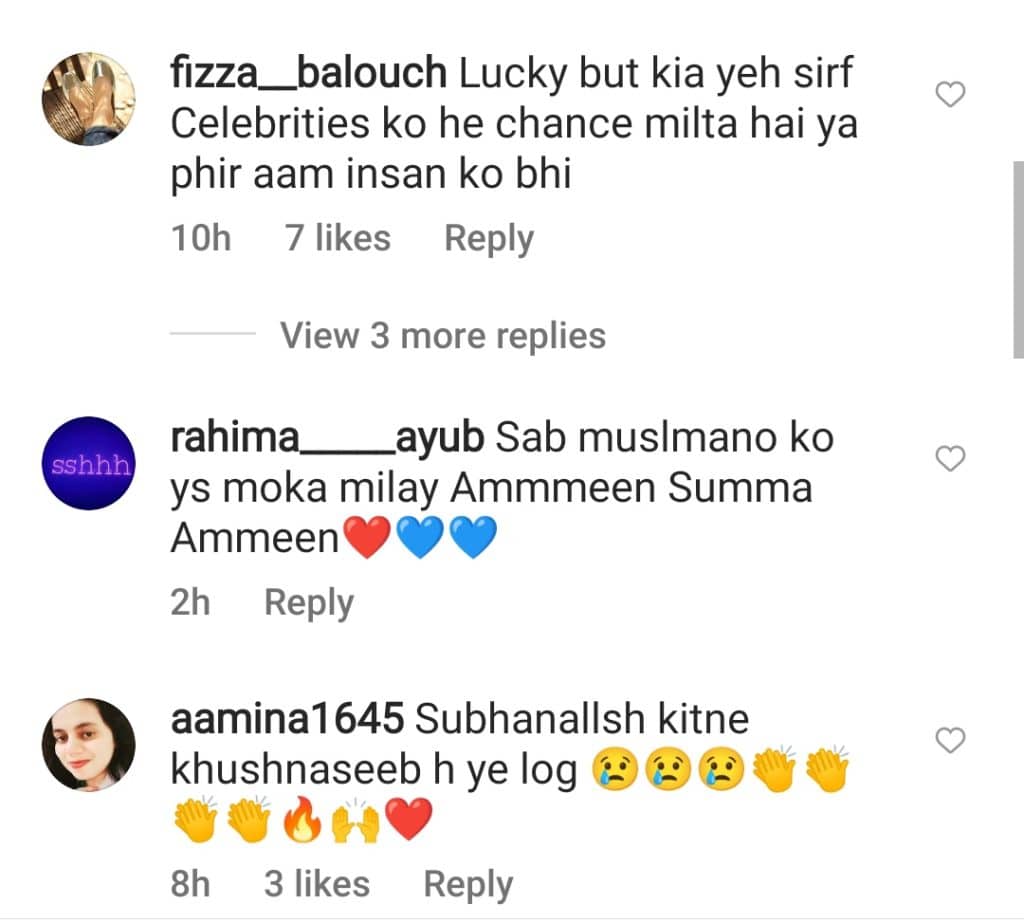 fizza__balouch Lucky but kia yeh sirf
Celebrities ko he chance milta hai ya
phir aam insan ko bhi
10h 7 likes Reply
View 3 more replies
sshhh
rahima_____ayub Sab muslmano ko
ys moka milay Ammmeen Summa
Ammeen❤️💙💙
2h Reply
aamina1645 Subhanallsh kitne
khushnaseeb h ye log 😢😢😢👏👏
👏👏🔥🙌❤️
8h 3 likes Reply